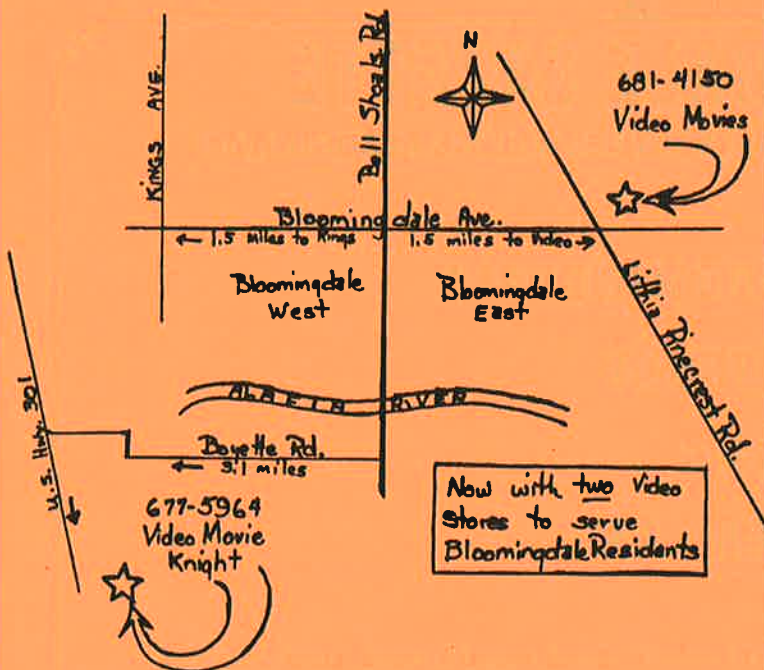 N
681-4150
Video Movies
KINGS AVE.
Bell Shoals Rd
Bloomingdale Ave.
← 1.5 miles to Kings
1.5 miles to Video →
Bloomingdale
West
Bloomingdale
East
Lithia Pinecrest Rd.
U.S. Hwy. 301
ALAFIA RIVER
Boyette Rd.
← 3.1 miles
677-5964
Video Movie
Knight
Now with two Video
Stores to serve
Bloomingdale Residents